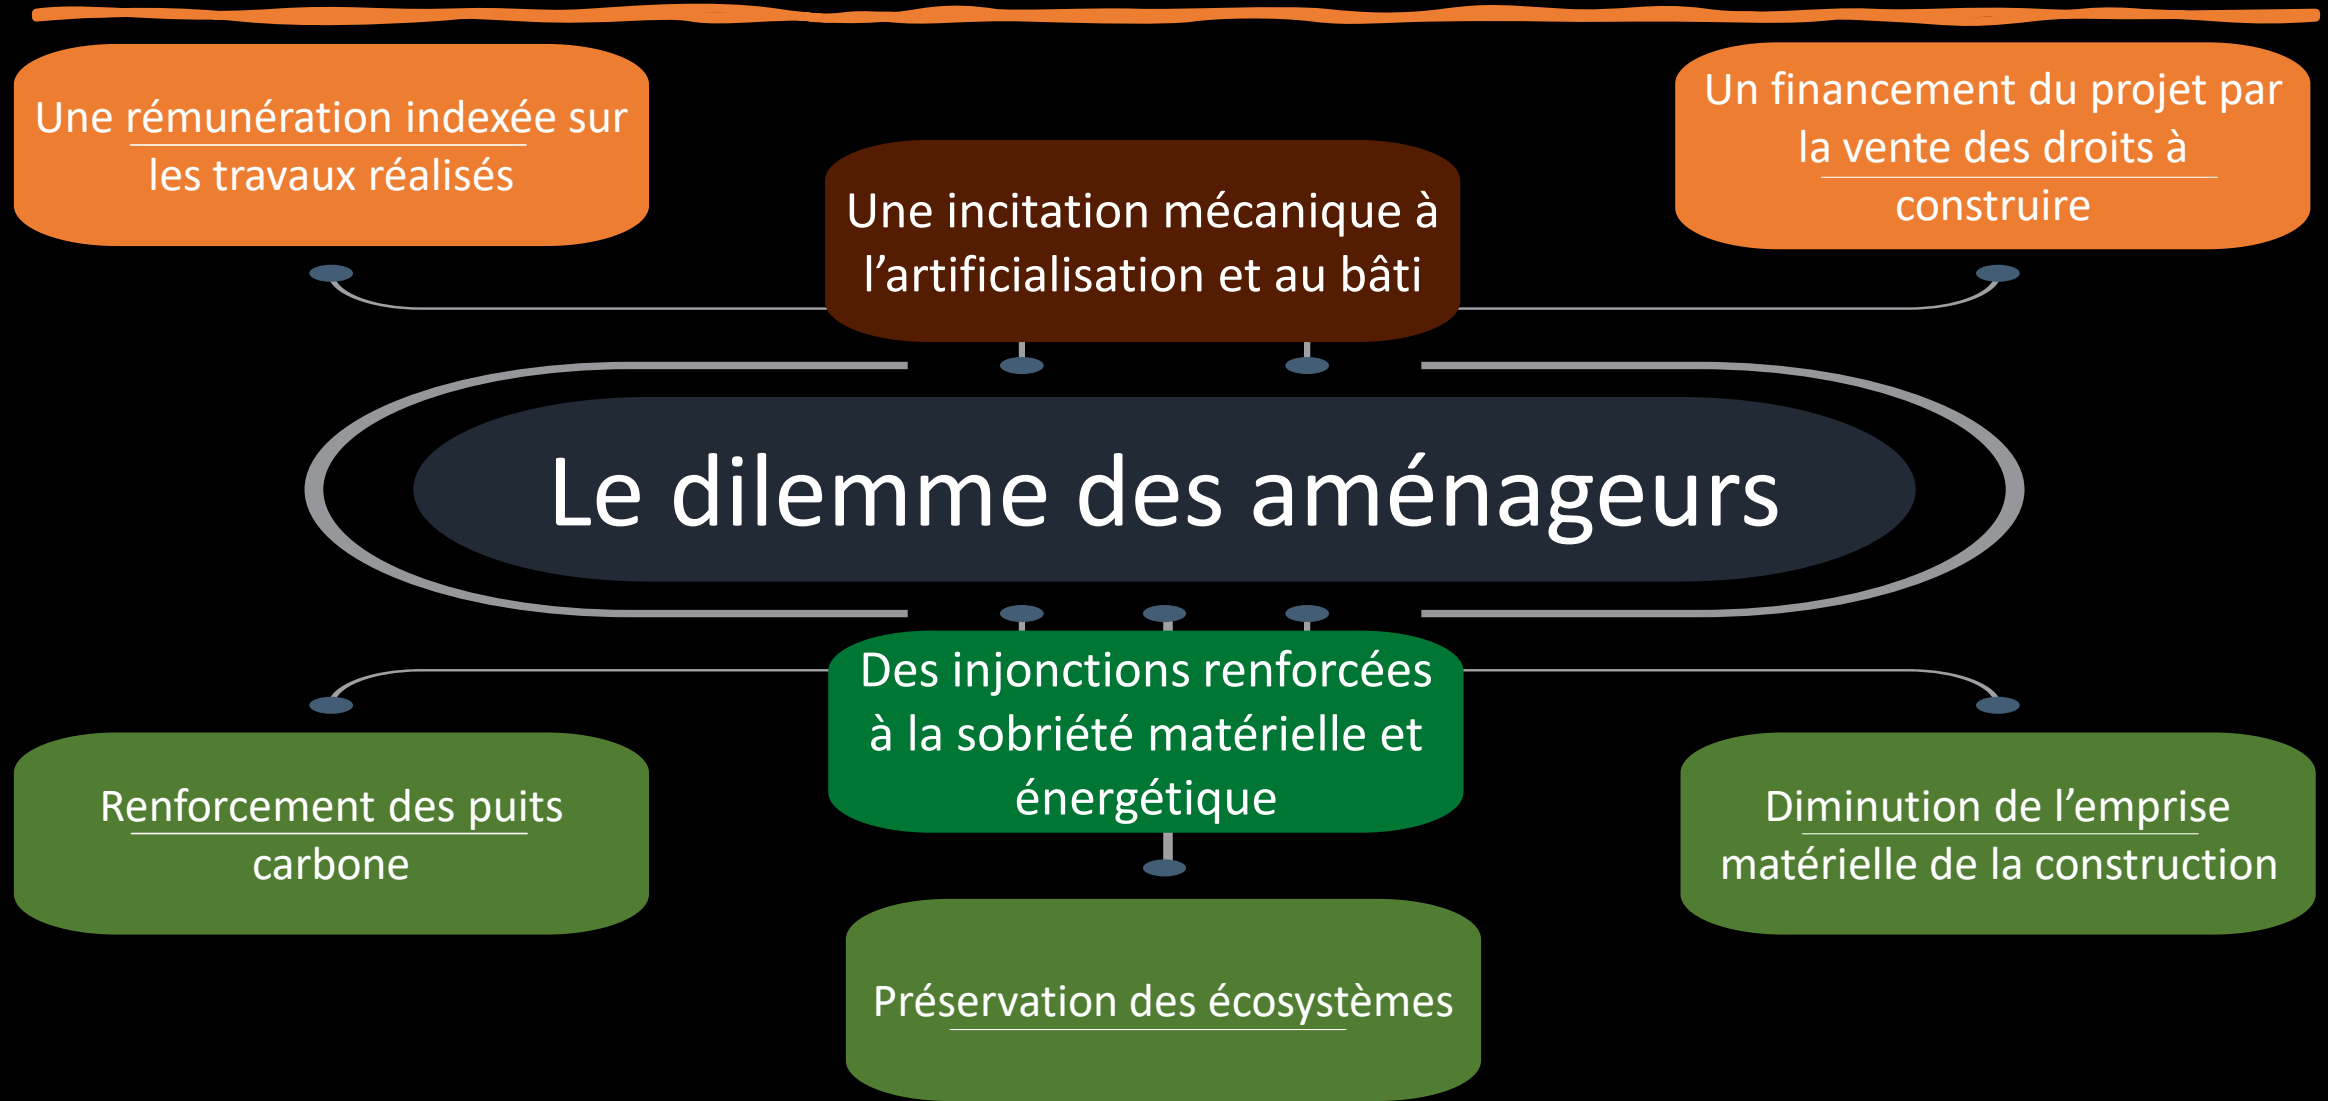 Une rémunération indexée sur
les travaux réalisés
Une incitation mécanique à
l’artificialisation et au bâti
Un financement du projet par
la vente des droits à
construire
Le dilemme des aménageurs
Des injonctions renforcées
à la sobriété matérielle et
énergétique
Renforcement des puits
carbone
Préservation des écosystèmes
Diminution de l’emprise
matérielle de la construction